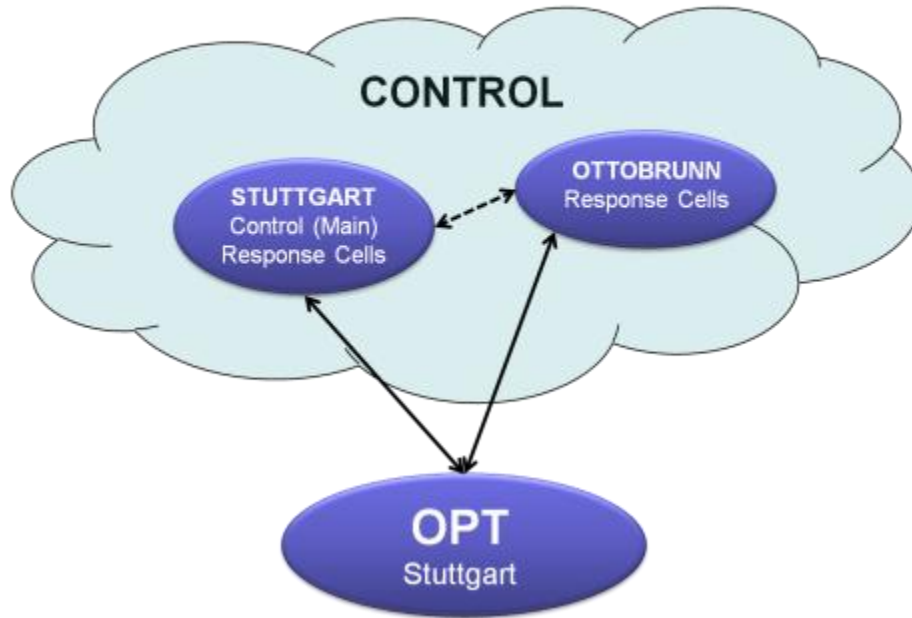 CONTROL
STUTTGART
Control (Main)
Response Cells
OTTOBRUNN
Response Cells
OPT
Stuttgart